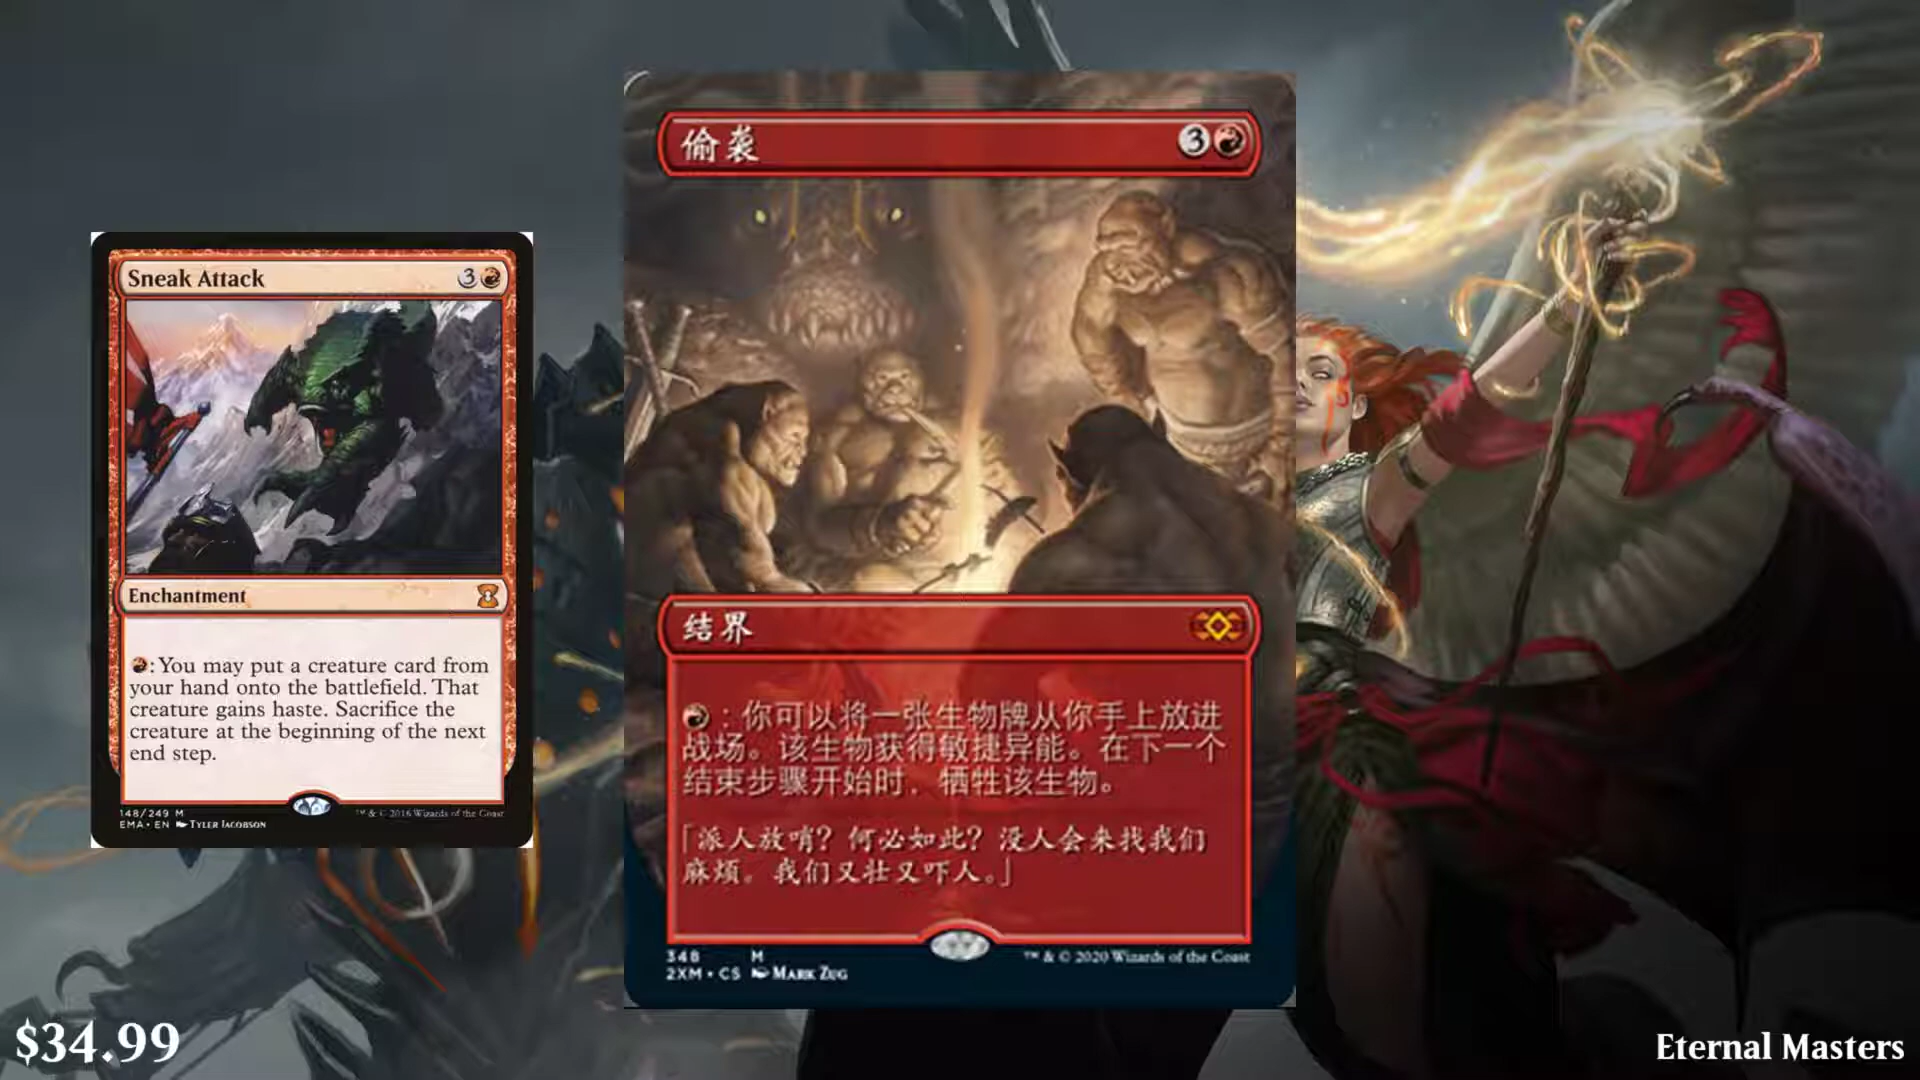 Sneak Attack
3
Enchantment
:You may put a creature card from
your hand onto the battlefield. That
creature gains haste. Sacrifice the
creature at the beginning of the next
end step.
148/249 M
™ & © 2016 Wizards of the Coast
EMA • EN Tyler Jacobson
偷袭
3
结界
：你可以将一张生物牌从你手上放进
战场。该生物获得敏捷异能。在下一个
结束步骤开始时，牺牲该生物。
「派人放哨？何必如此？没人会来找我们
麻烦。我们又壮又吓人。」
348 M
™ & © 2020 Wizards of the Coast
2XM • CS Mark Zug
$34.99
Eternal Masters